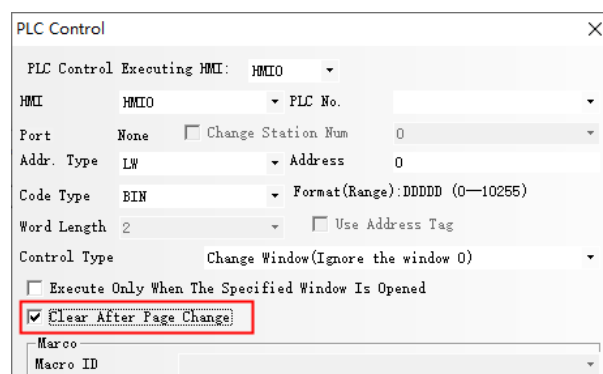 PLC Control
PLC Control Executing HMI: HMI0
HMI HMI0 PLC No.
Port None Change Station Num 0
Addr. Type LW Address 0
Code Type BIN Format(Range):DDDDD (0—10255)
Word Length 2 Use Address Tag
Control Type Change Window(Ignore the window 0)
Execute Only When The Specified Window Is Opened
Clear After Page Change
Marco
Macro ID